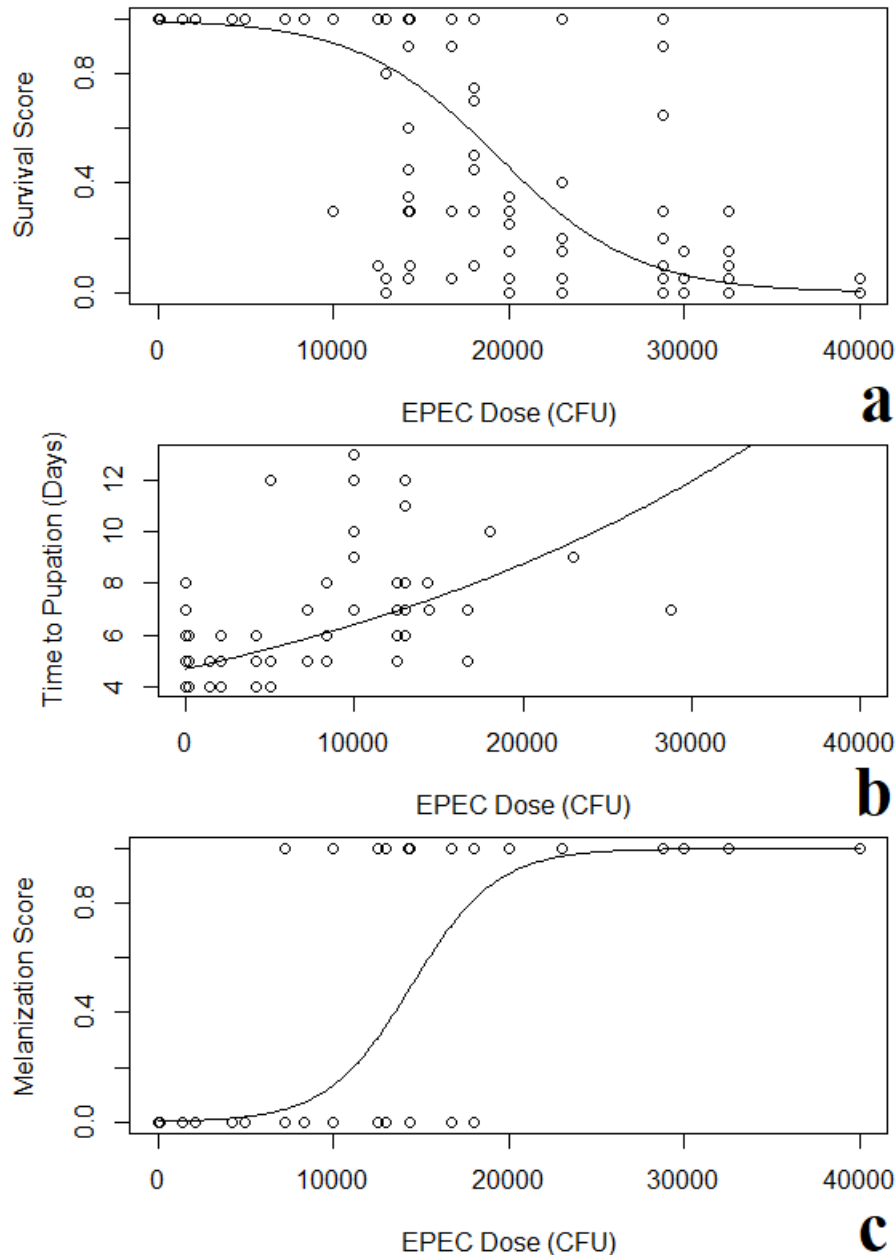 Survival Score
0.8
0.4
0.0
0 10000 20000 30000 40000
EPEC Dose (CFU)
a
Time to Pupation (Days)
12
10
8
6
4
0 10000 20000 30000 40000
EPEC Dose (CFU)
b
Melanization Score
0.8
0.4
0.0
0 10000 20000 30000 40000
EPEC Dose (CFU)
c